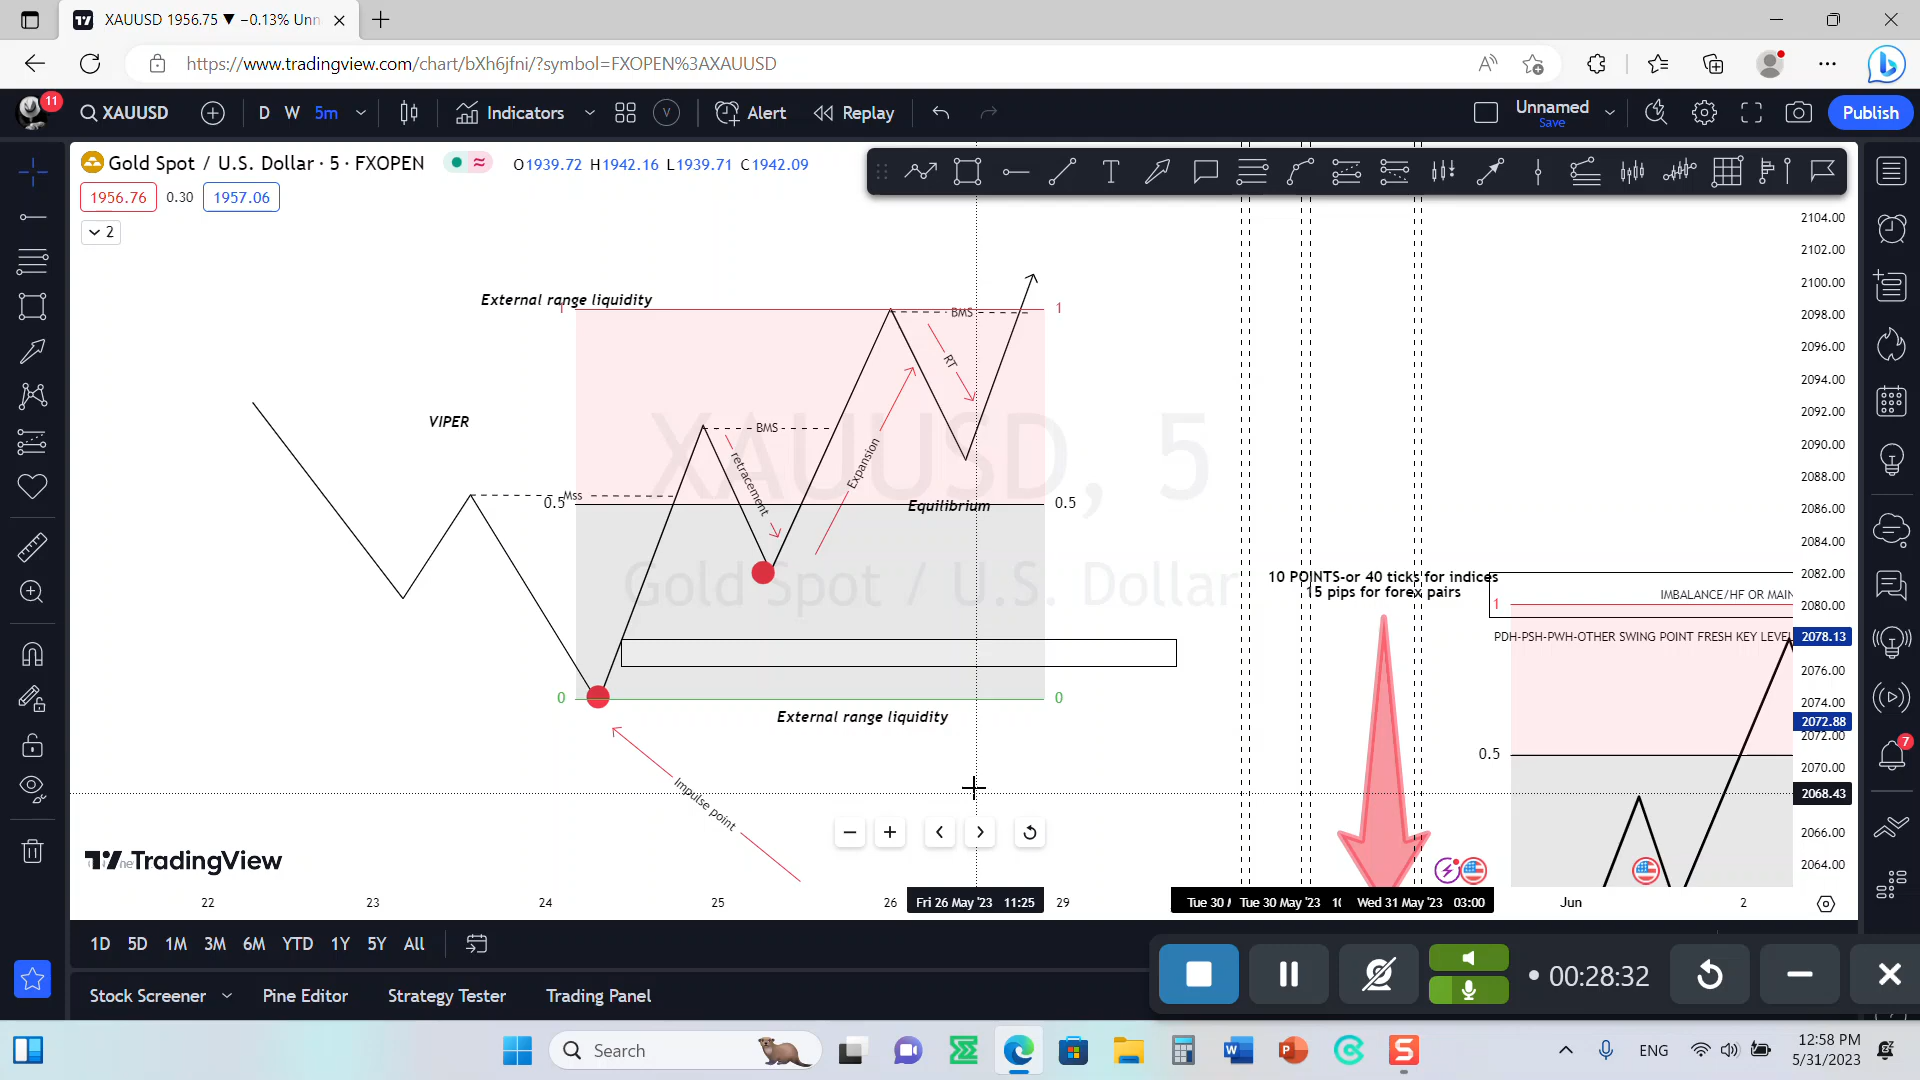 XAUUSD 1956.75 ▼ −0.13% Unn
https://www.tradingview.com/chart/bXh6jfni/?symbol=FXOPEN%3AXAUUSD
11
XAUUSD
D W 5m
Indicators
V
Alert
Replay
Unnamed
Save
Publish
Gold Spot / U.S. Dollar · 5 · FXOPEN
O1939.72 H1942.16 L1939.71 C1942.09
1956.76
0.30
1957.06
2
XAUUSD, 5
Gold Spot / U.S. Dollar
External range liquidity
1
1
BMS
RT
VIPER
BMS
retracement
Expansion
Mss
0.5
0.5
Equilibrium
0
0
External range liquidity
Impulse point
10 POINTS-or 40 ticks for indices
15 pips for forex pairs
IMBALANCE/HF OR MAIN
1
PDH-PSH-PWH-OTHER SWING POINT FRESH KEY LEVEL
0.5
2104.00
2102.00
2100.00
2098.00
2096.00
2094.00
2092.00
2090.00
2088.00
2086.00
2084.00
2082.00
2080.00
2078.13
2076.00
2074.00
2072.88
2072.00
2070.00
2068.43
2066.00
2064.00
7
TradingView
22 23 24 25 26 Fri 26 May '23 11:25 29 Tue 30 Tue 30 May '23 Wed 31 May '23 03:00 Jun 2
1D 5D 1M 3M 6M YTD 1Y 5Y All
Stock Screener
Pine Editor
Strategy Tester
Trading Panel
00:28:32
Search
ENG
12:58 PM
5/31/2023